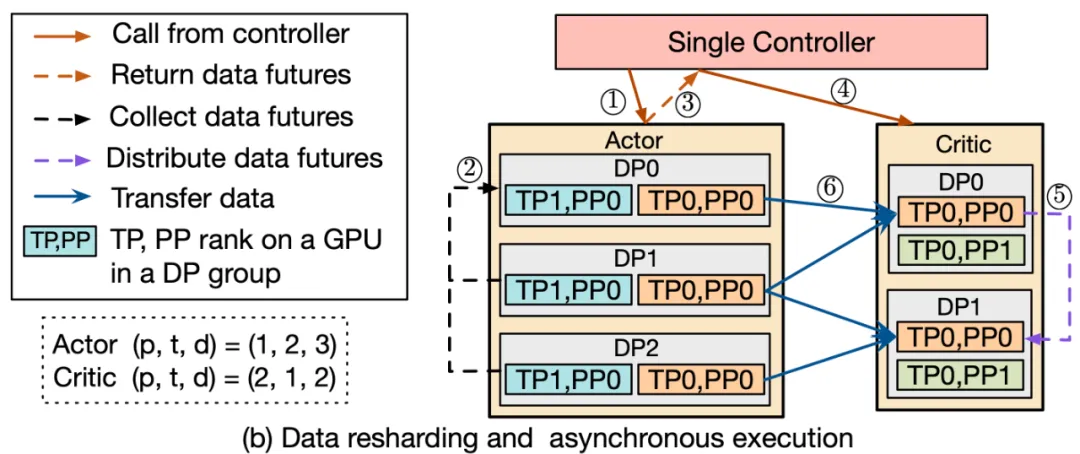 Call from controller
Return data futures
Collect data futures
Distribute data futures
Transfer data
TP,PP TP, PP rank on a GPU
in a DP group
Actor (p, t, d) = (1, 2, 3)
Critic (p, t, d) = (2, 1, 2)
Single Controller
① ③ ④
Actor
②
DP0
TP1,PP0 TP0,PP0
DP1
TP1,PP0 TP0,PP0
DP2
TP1,PP0 TP0,PP0
⑥
Critic
DP0
TP0,PP0
⑤
TP0,PP1
DP1
TP0,PP0
TP0,PP1
(b) Data resharding and asynchronous execution